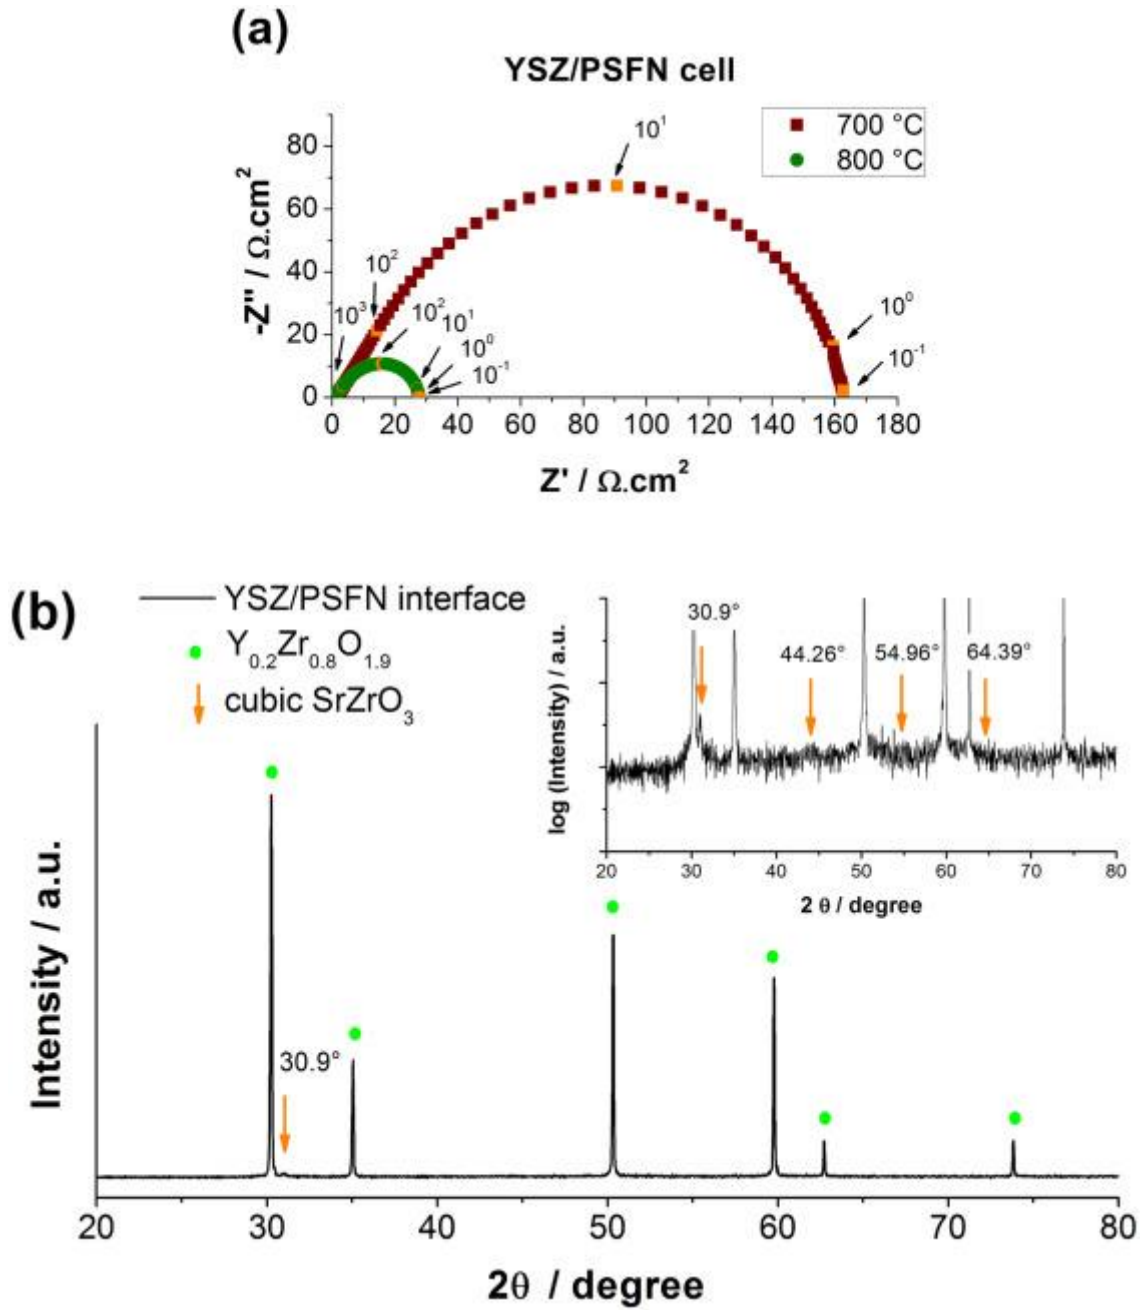 (a)
YSZ/PSFN cell
700 °C
800 °C
-Z'' / Ω.cm²
80
60
40
20
0
10¹
10²
10³
10²
10¹
10⁰
10⁻¹
10⁰
10⁻¹
0 20 40 60 80 100 120 140 160 180
Z' / Ω.cm²
(b)
YSZ/PSFN interface
Y₀.₂Zr₀.₈O₁.₉
cubic SrZrO₃
Intensity / a.u.
30.9°
20 30 40 50 60 70 80
2θ / degree
log (Intensity) / a.u.
30.9°
44.26°
54.96°
64.39°
20 30 40 50 60 70 80
2 θ / degree